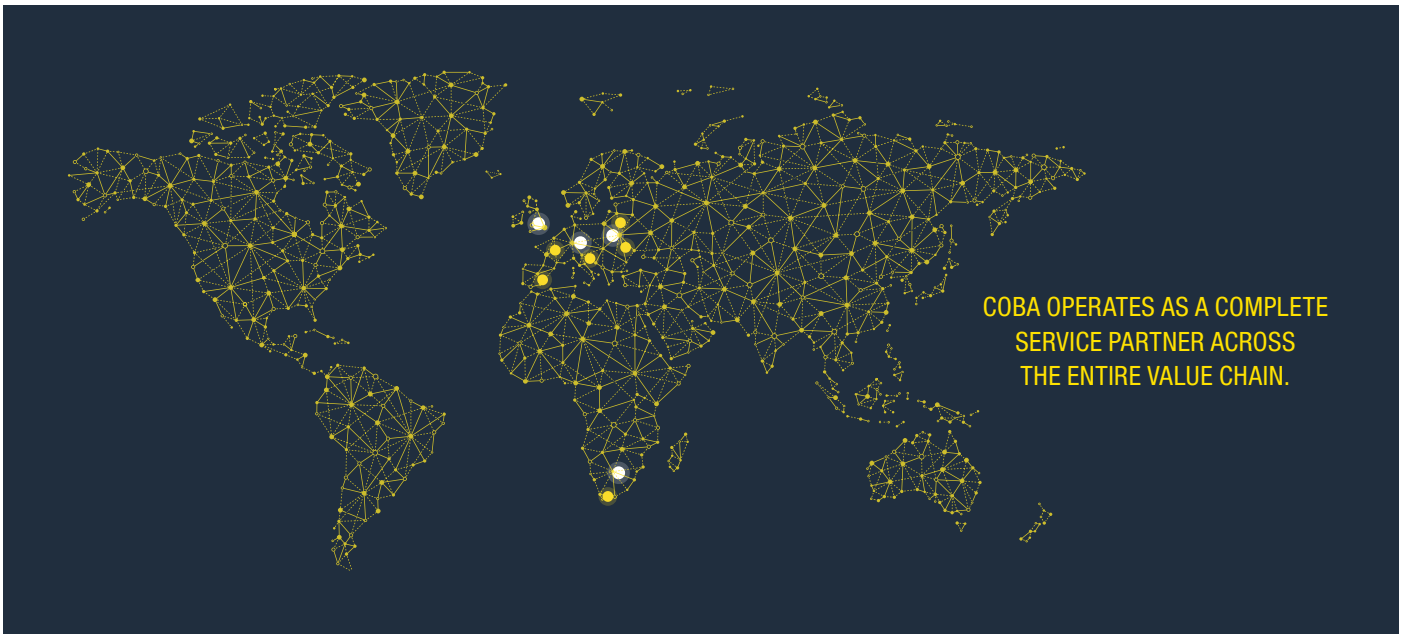 COBA OPERATES AS A COMPLETE
SERVICE PARTNER ACROSS
THE ENTIRE VALUE CHAIN.